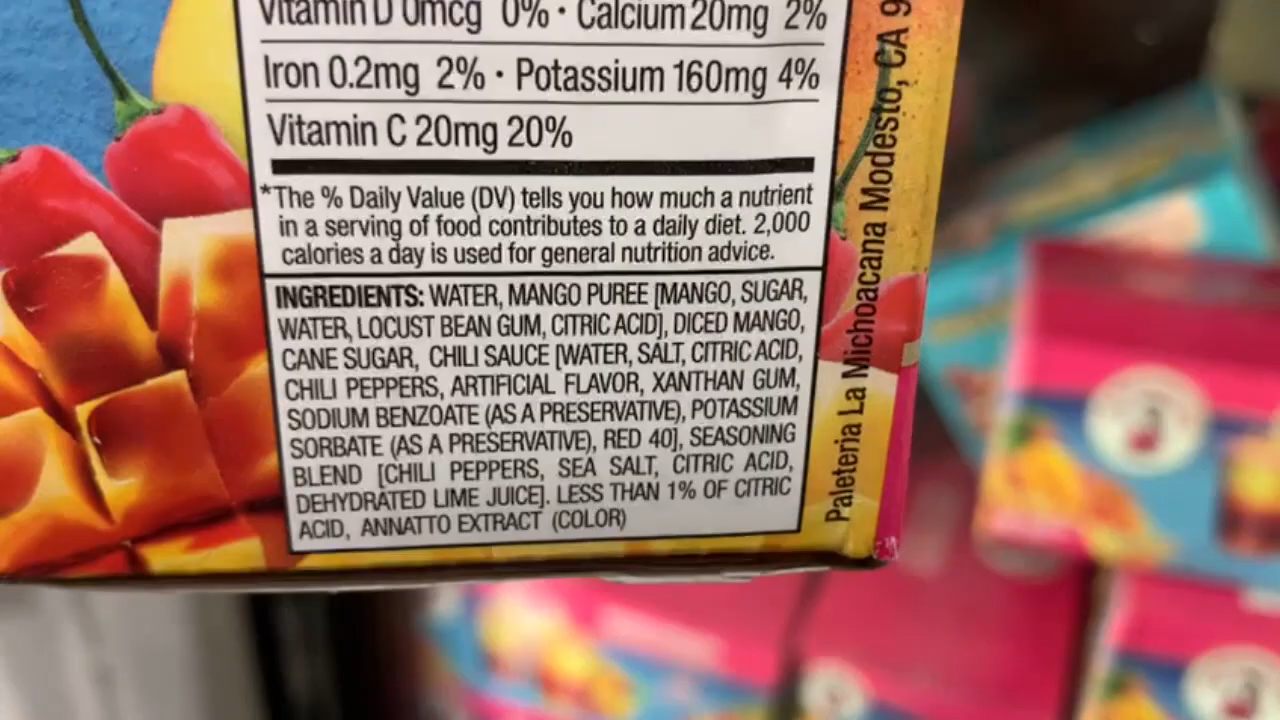 Vitamin D 0mcg 0% • Calcium 20mg 2%
Iron 0.2mg 2% • Potassium 160mg 4%
Vitamin C 20mg 20%
*The % Daily Value (DV) tells you how much a nutrient
in a serving of food contributes to a daily diet. 2,000
calories a day is used for general nutrition advice.
INGREDIENTS: WATER, MANGO PUREE [MANGO, SUGAR,
WATER, LOCUST BEAN GUM, CITRIC ACID], DICED MANGO,
CANE SUGAR, CHILI SAUCE [WATER, SALT, CITRIC ACID,
CHILI PEPPERS, ARTIFICIAL FLAVOR, XANTHAN GUM,
SODIUM BENZOATE (AS A PRESERVATIVE), POTASSIUM
SORBATE (AS A PRESERVATIVE), RED 40], SEASONING
BLEND [CHILI PEPPERS, SEA SALT, CITRIC ACID,
DEHYDRATED LIME JUICE]. LESS THAN 1% OF CITRIC
ACID, ANNATTO EXTRACT (COLOR)
Paleteria La Michoacana Modesto, CA 9